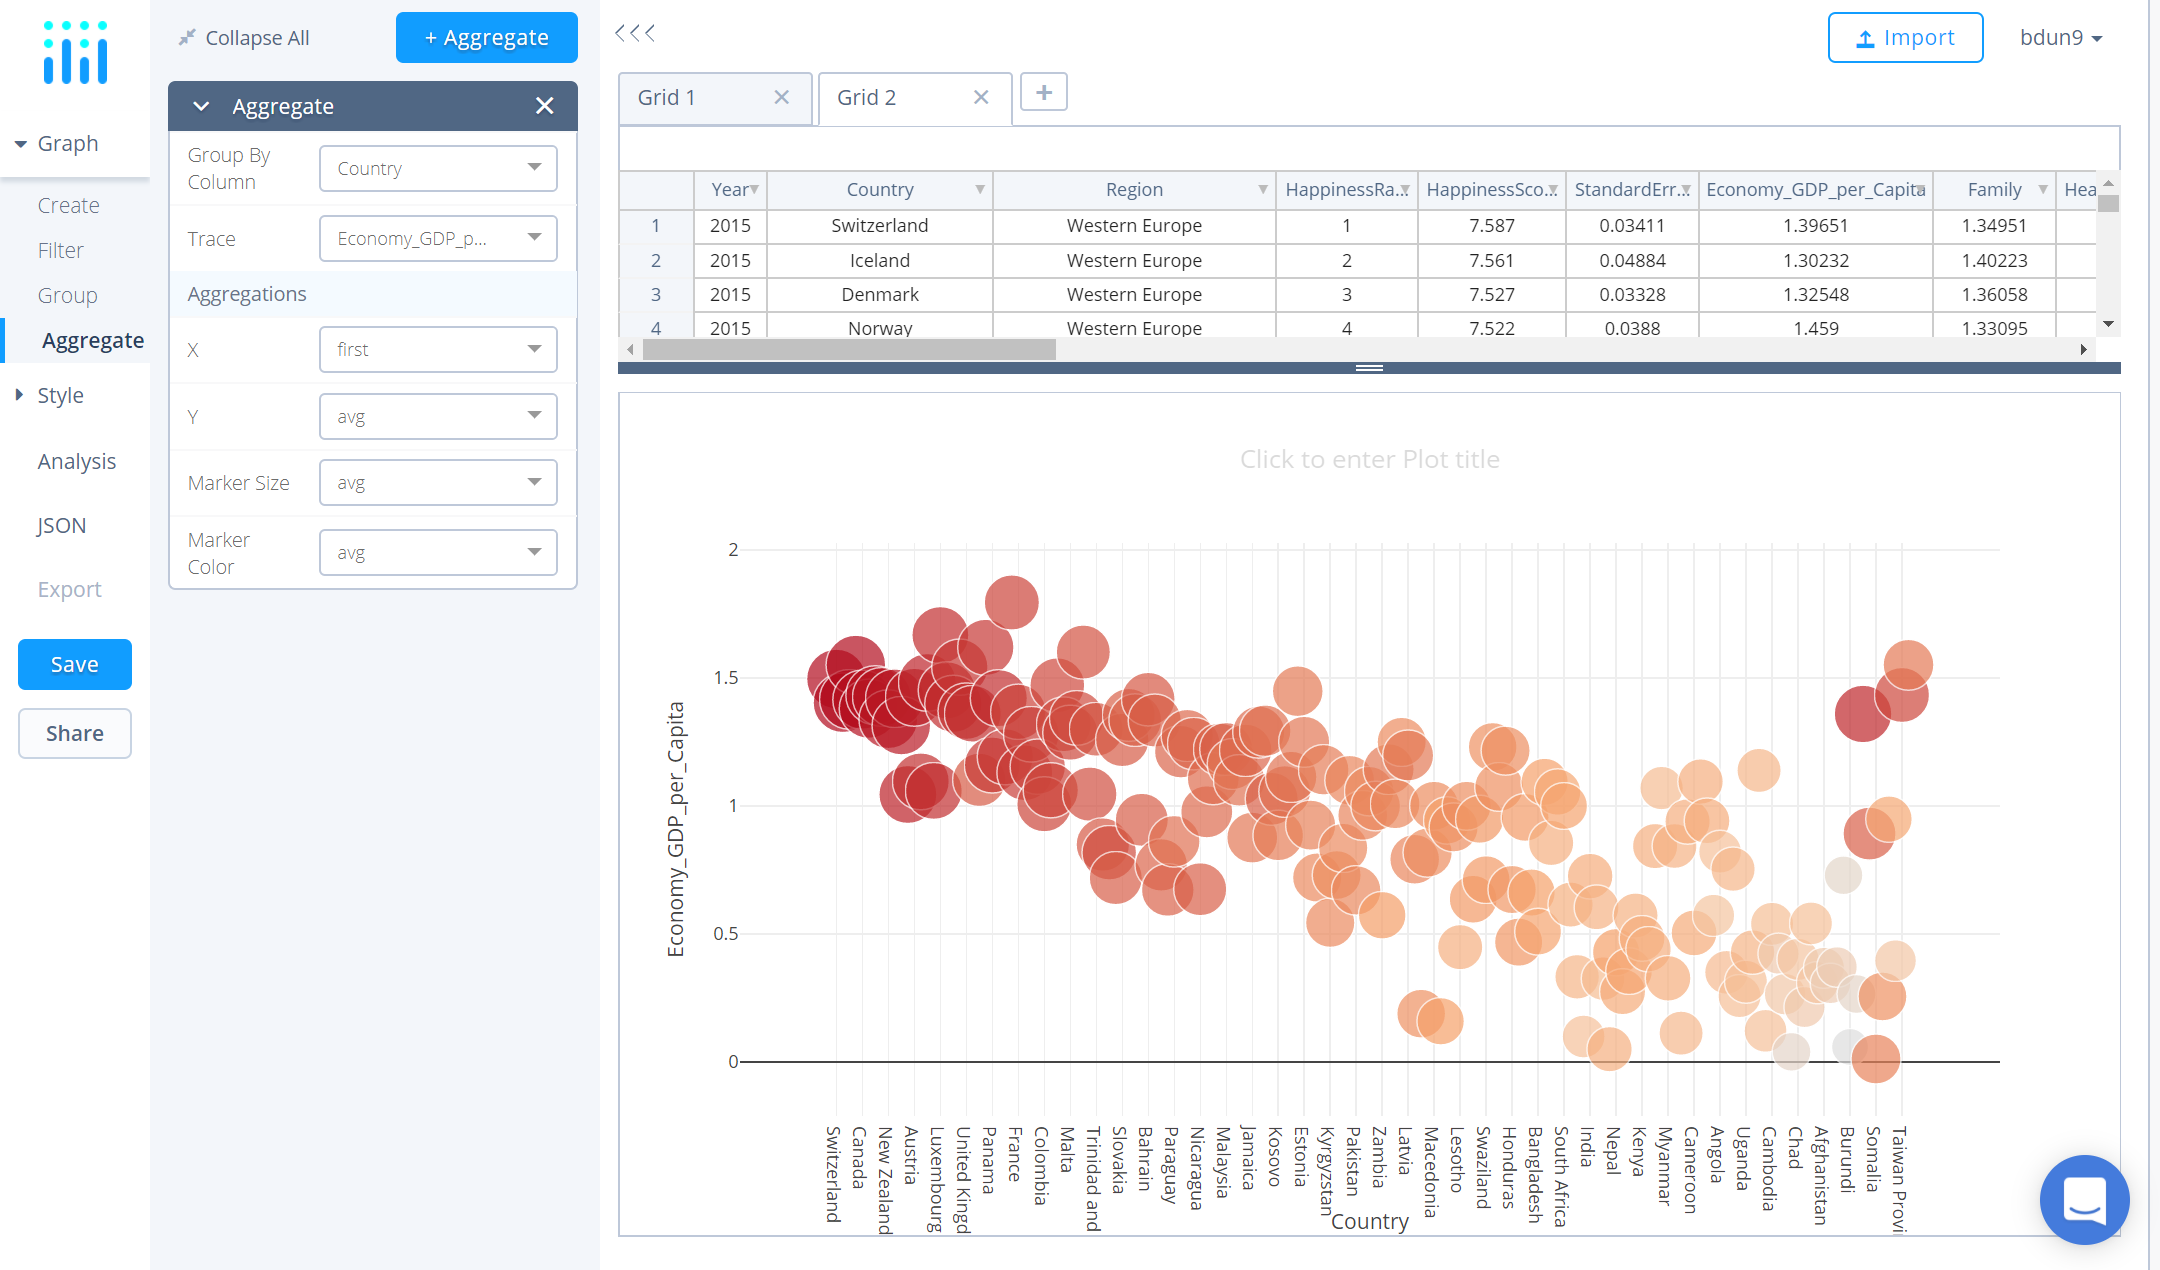 Collapse All
+ Aggregate
Import
bdun9
Graph
Create
Filter
Group
Aggregate
Style
Analysis
JSON
Export
Save
Share
Aggregate
Group By
Column
Country
Trace
Economy_GDP_p...
Aggregations
X
first
Y
avg
Marker Size
avg
Marker
Color
avg
Grid 1
Grid 2
+
Year Country Region HappinessRa... HappinessSco... StandardErr... Economy_GDP_per_Capita Family Hea
1 2015 Switzerland Western Europe 1 7.587 0.03411 1.39651 1.34951
2 2015 Iceland Western Europe 2 7.561 0.04884 1.30232 1.40223
3 2015 Denmark Western Europe 3 7.527 0.03328 1.32548 1.36058
4 2015 Norway Western Europe 4 7.522 0.0388 1.459 1.33095
Click to enter Plot title
Economy_GDP_per_Capita
2
1.5
1
0.5
0
Switzerland
Canada
New Zealand
Austria
Luxembourg
United Kingd
Panama
France
Colombia
Malta
Trinidad and
Slovakia
Bahrain
Paraguay
Nicaragua
Malaysia
Jamaica
Kosovo
Estonia
Kyrgyzstan
Pakistan
Zambia
Latvia
Macedonia
Lesotho
Swaziland
Honduras
Bangladesh
South Africa
India
Nepal
Kenya
Myanmar
Cameroon
Angola
Uganda
Cambodia
Chad
Afghanistan
Burundi
Somalia
Taiwan Provi
Country